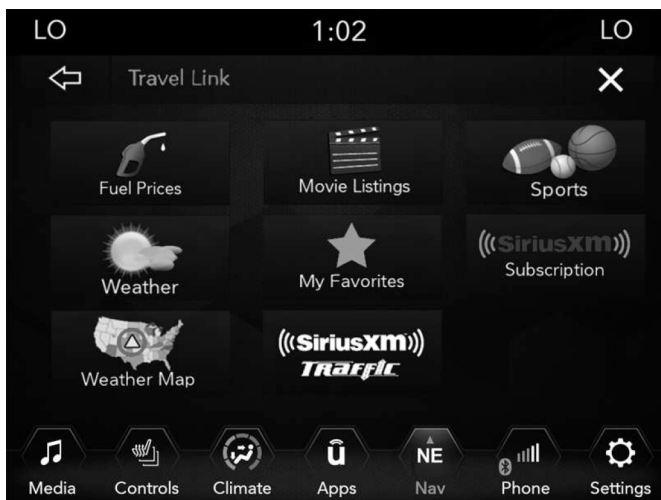 LO 1:02 LO
Travel Link
Fuel Prices
Movie Listings
Sports
Weather
My Favorites
((SiriusXM))
Subscription
Weather Map
((SiriusXM))
Traffic
NE
Media
Controls
Climate
û
Apps
Nav
Phone
Settings